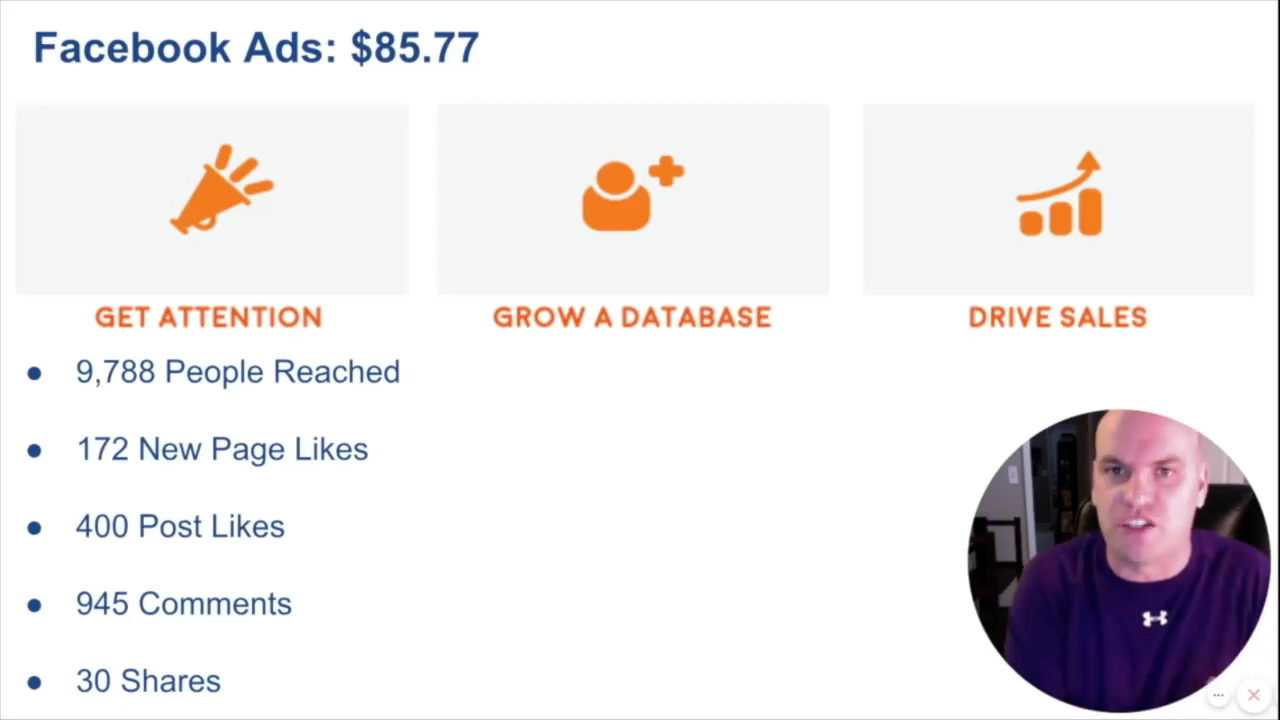 Facebook Ads: $85.77
GET ATTENTION
GROW A DATABASE
DRIVE SALES
9,788 People Reached
172 New Page Likes
400 Post Likes
945 Comments
30 Shares